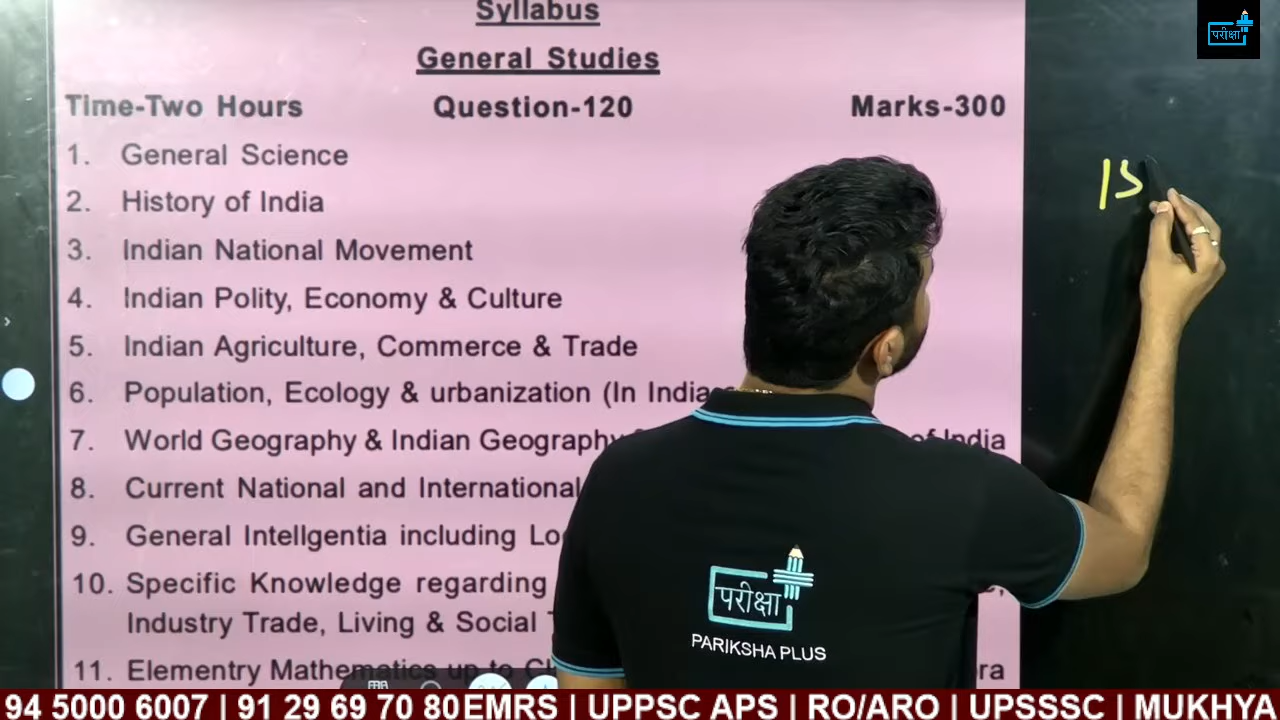 Syllabus
परीक्षा
General Studies
Time-Two Hours Question-120 Marks-300
15
1. General Science
2. History of India
3. Indian National Movement
4. Indian Polity, Economy & Culture
5. Indian Agriculture, Commerce & Trade
6. Population, Ecology & urbanization (In India
7. World Geography & Indian Geography of India
8. Current National and International
9. General Intellgentia including
10. Specific Knowledge regarding
Industry Trade, Living & Social
11. Elementry Mathematics up to
परीक्षा
PARIKSHA PLUS
94 5000 6007 | 91 29 69 70 80 EMRS | UPPSC APS | RO/ARO | UPSSSC | MUKHYA